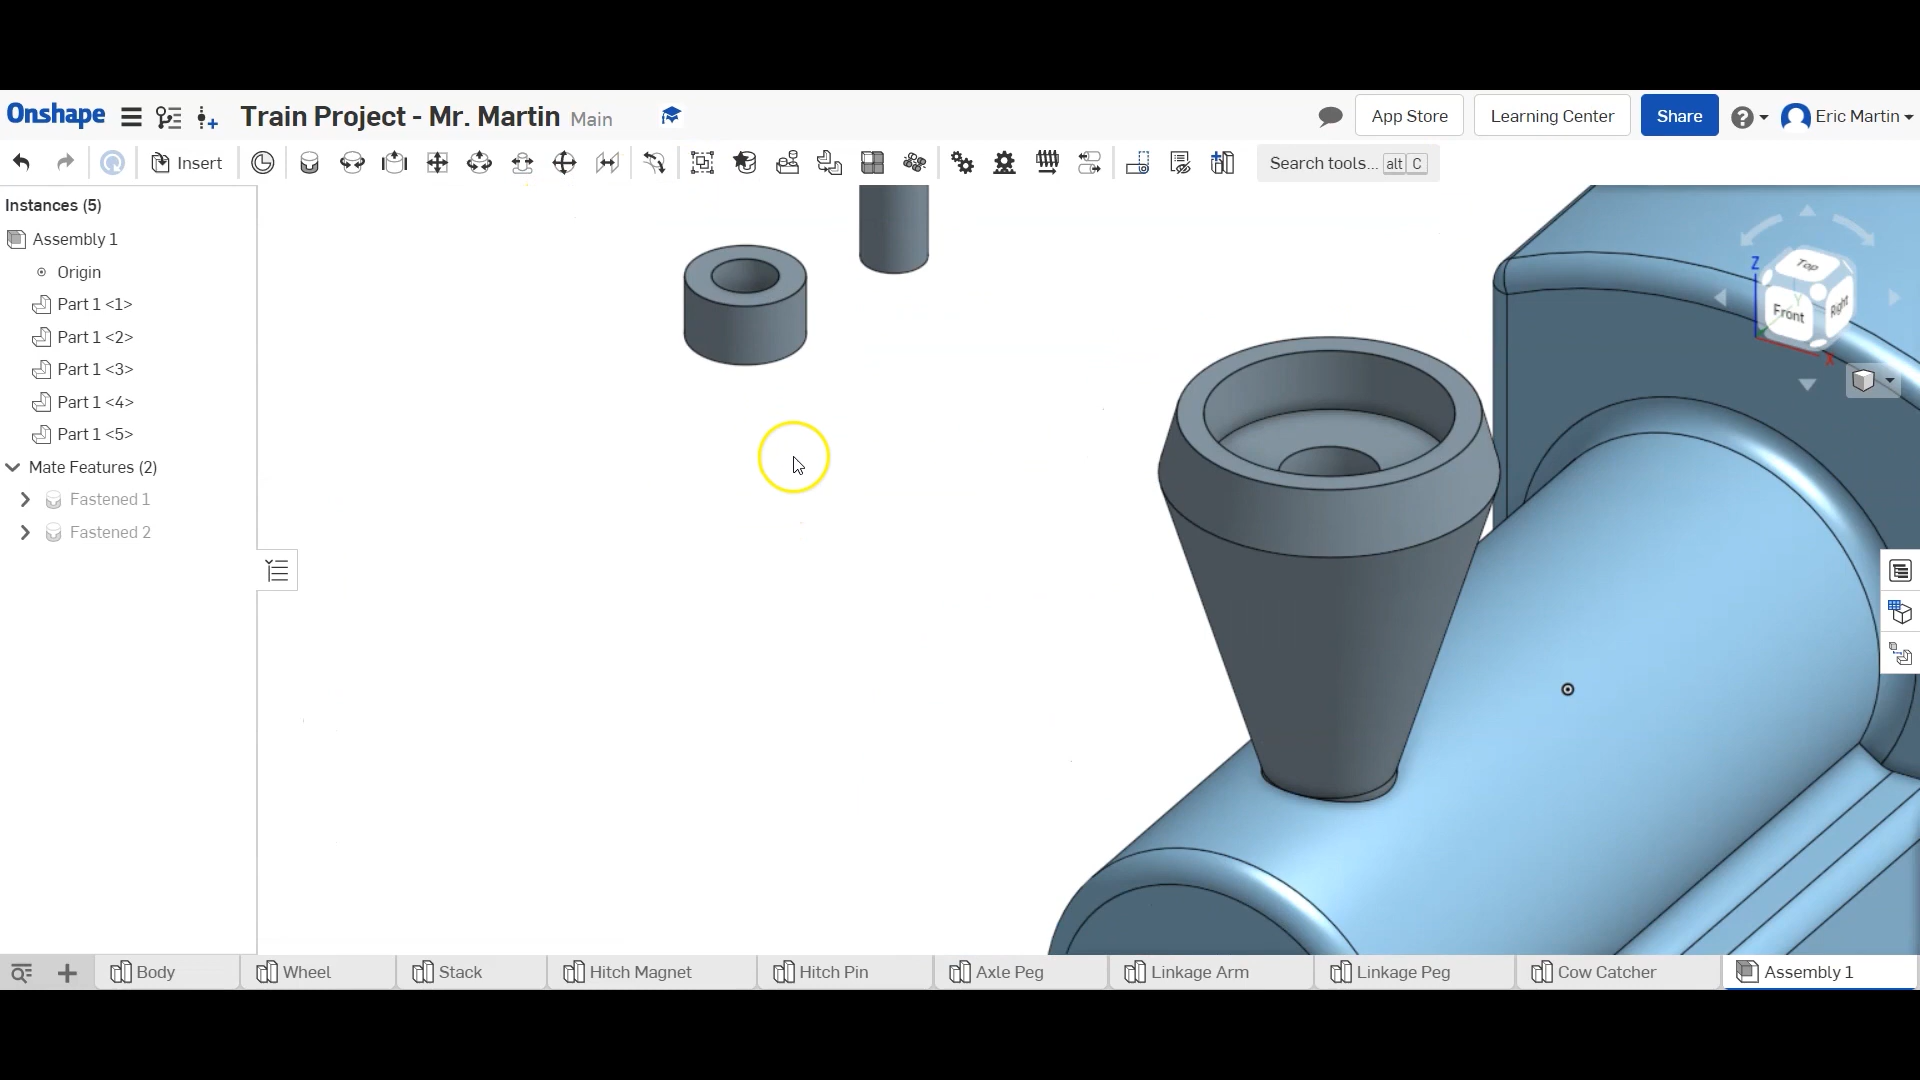 Onshape Train Project - Mr. Martin Main App Store Learning Center Share Eric Martin
Insert Search tools... alt C
Instances (5)
Assembly 1
Origin
Part 1 <1>
Part 1 <2>
Part 1 <3>
Part 1 <4>
Part 1 <5>
Mate Features (2)
Fastened 1
Fastened 2
Z
Top
Y
Front
Right
X
Body Wheel Stack Hitch Magnet Hitch Pin Axle Peg Linkage Arm Linkage Peg Cow Catcher Assembly 1